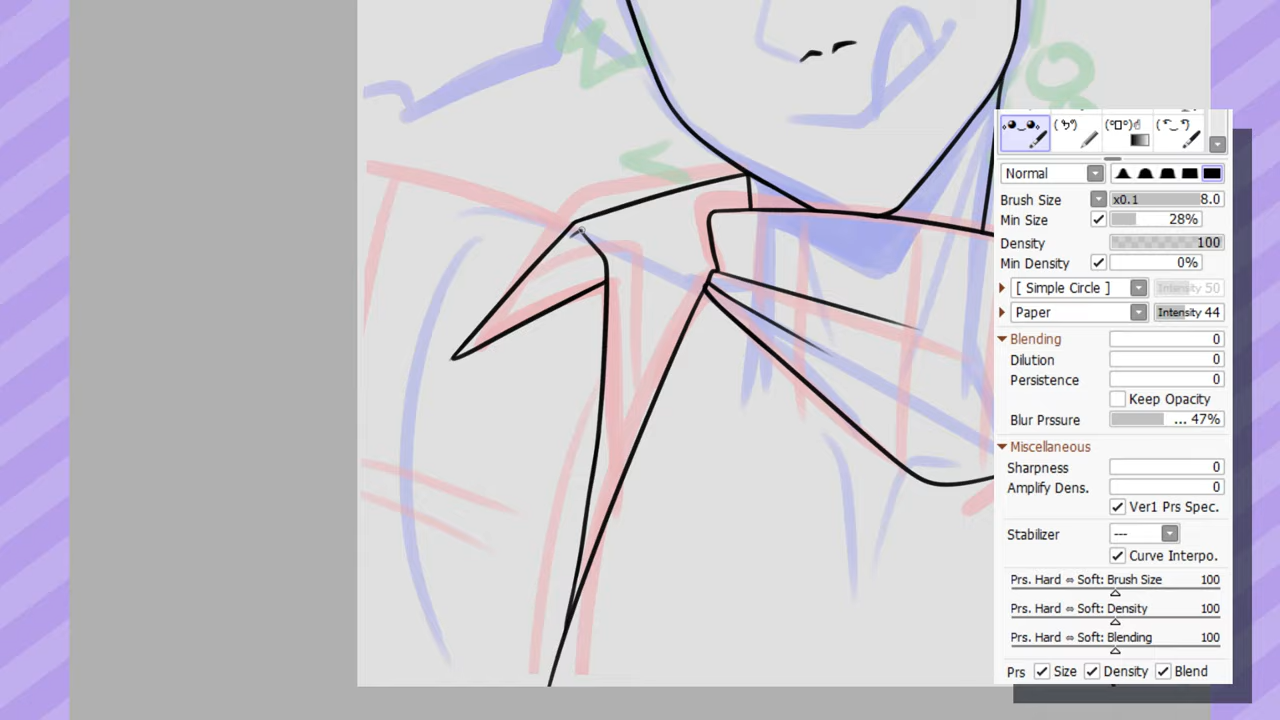 Normal
Brush Size x0.1 8.0
Min Size 28%
Density 100
Min Density 0%
[ Simple Circle ] Intensity 50
Paper Intensity 44
Blending 0
Dilution 0
Persistence 0
Keep Opacity
Blur Prssure ... 47%
Miscellaneous
Sharpness 0
Amplify Dens. 0
Ver1 Prs Spec.
Stabilizer ---
Curve Interpo.
Prs. Hard ⇔ Soft: Brush Size 100
Prs. Hard ⇔ Soft: Density 100
Prs. Hard ⇔ Soft: Blending 100
Prs Size Density Blend